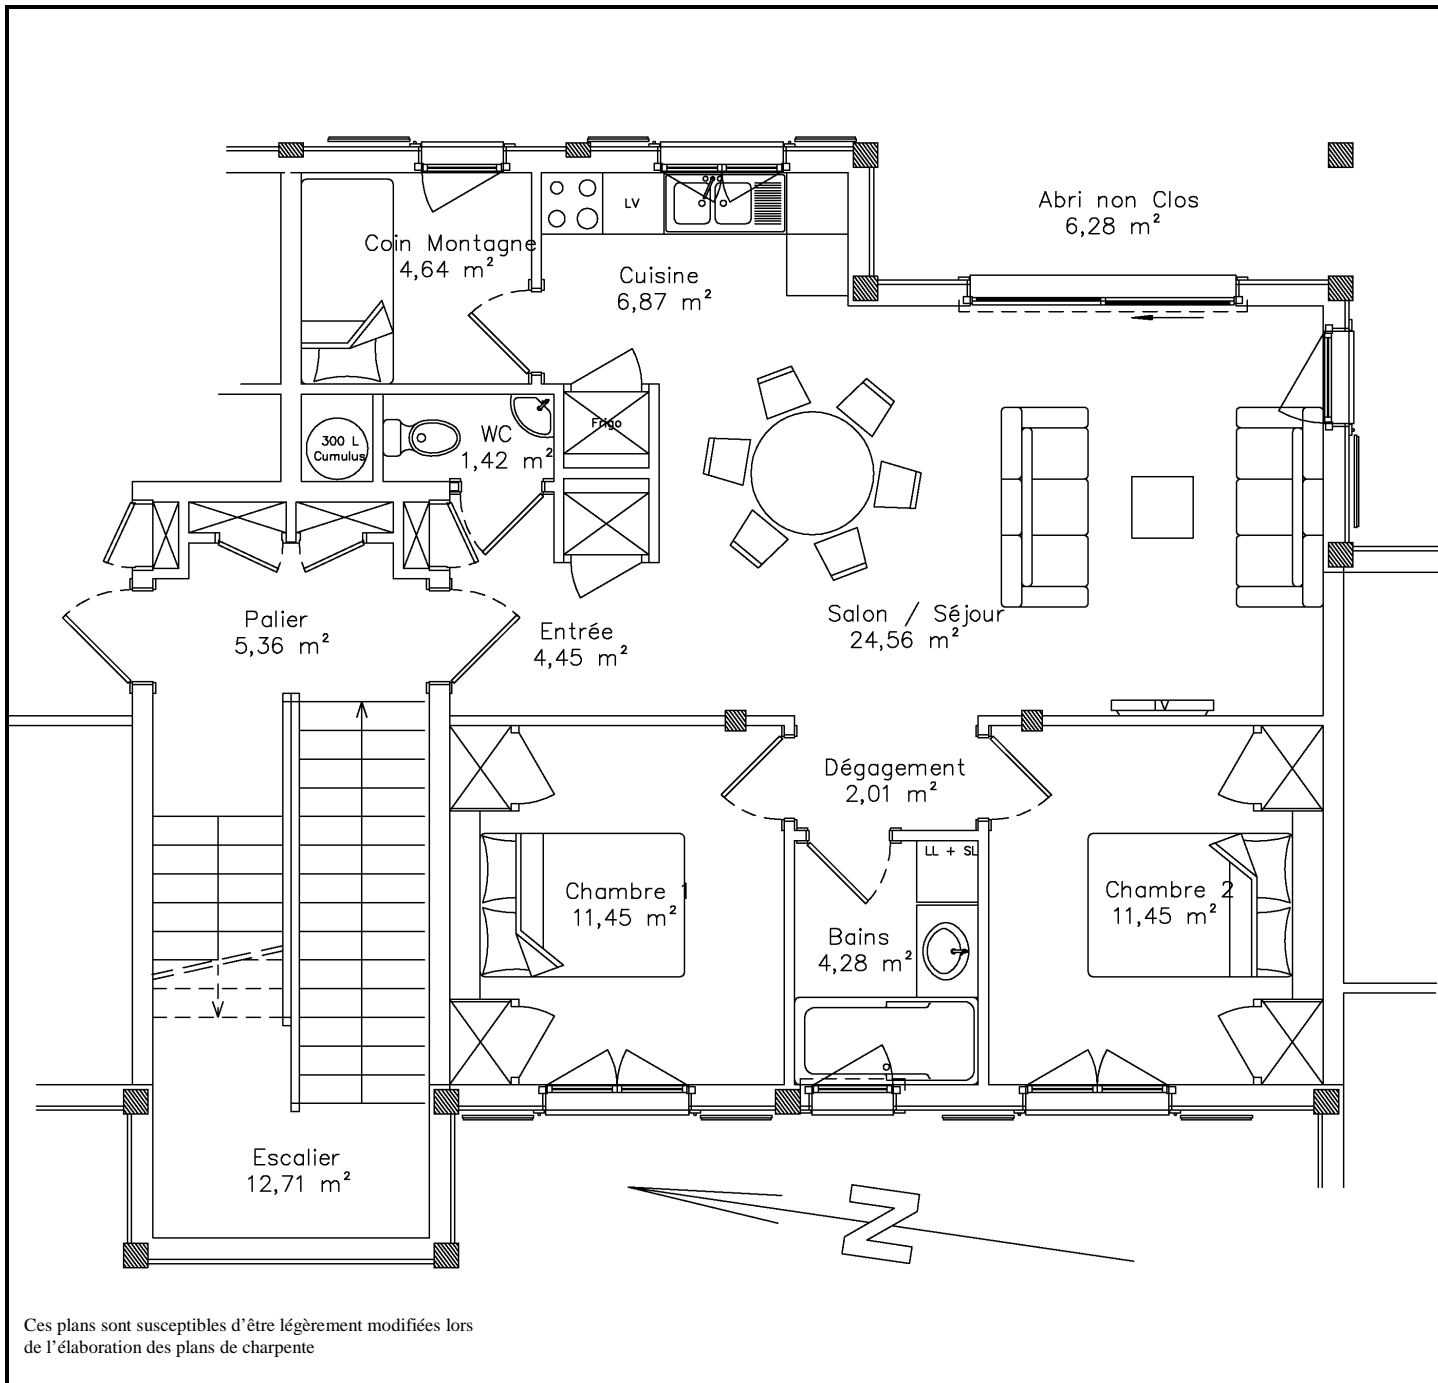 Abri non Clos
6,28 m²
LV
Coin Montagne
4,64 m²
Cuisine
6,87 m²
Frigo
300 L
Cumulus
WC
1,42 m²
Palier
5,36 m²
Entrée
4,45 m²
Salon / Séjour
24,56 m²
TV
Dégagement
2,01 m²
LL + SL
Chambre 1
11,45 m²
Chambre 2
11,45 m²
Bains
4,28 m²
Escalier
12,71 m²
N
Ces plans sont susceptibles d'être légèrement modifiées lors
de l'élaboration des plans de charpente